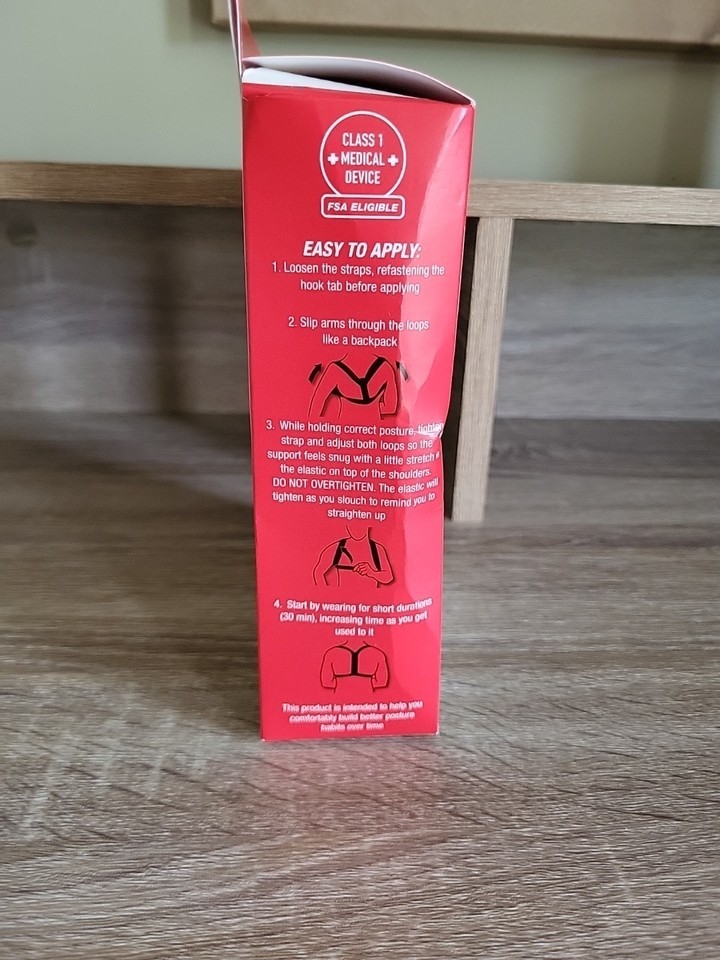 CLASS 1
MEDICAL
DEVICE
FSA ELIGIBLE
EASY TO APPLY:
1. Loosen the straps, refastening the
hook tab before applying
2. Slip arms through the loops
like a backpack
3. While holding correct posture, tighten
strap and adjust both loops so the
support feels snug with a little stretch
the elastic on top of the shoulders.
DO NOT OVERTIGHTEN. The elastic will
tighten as you slouch to remind you to
straighten up
4. Start by wearing for short durations
(30 min), increasing time as you get
used to it
This product is intended to help you
comfortably build better posture
habits over time